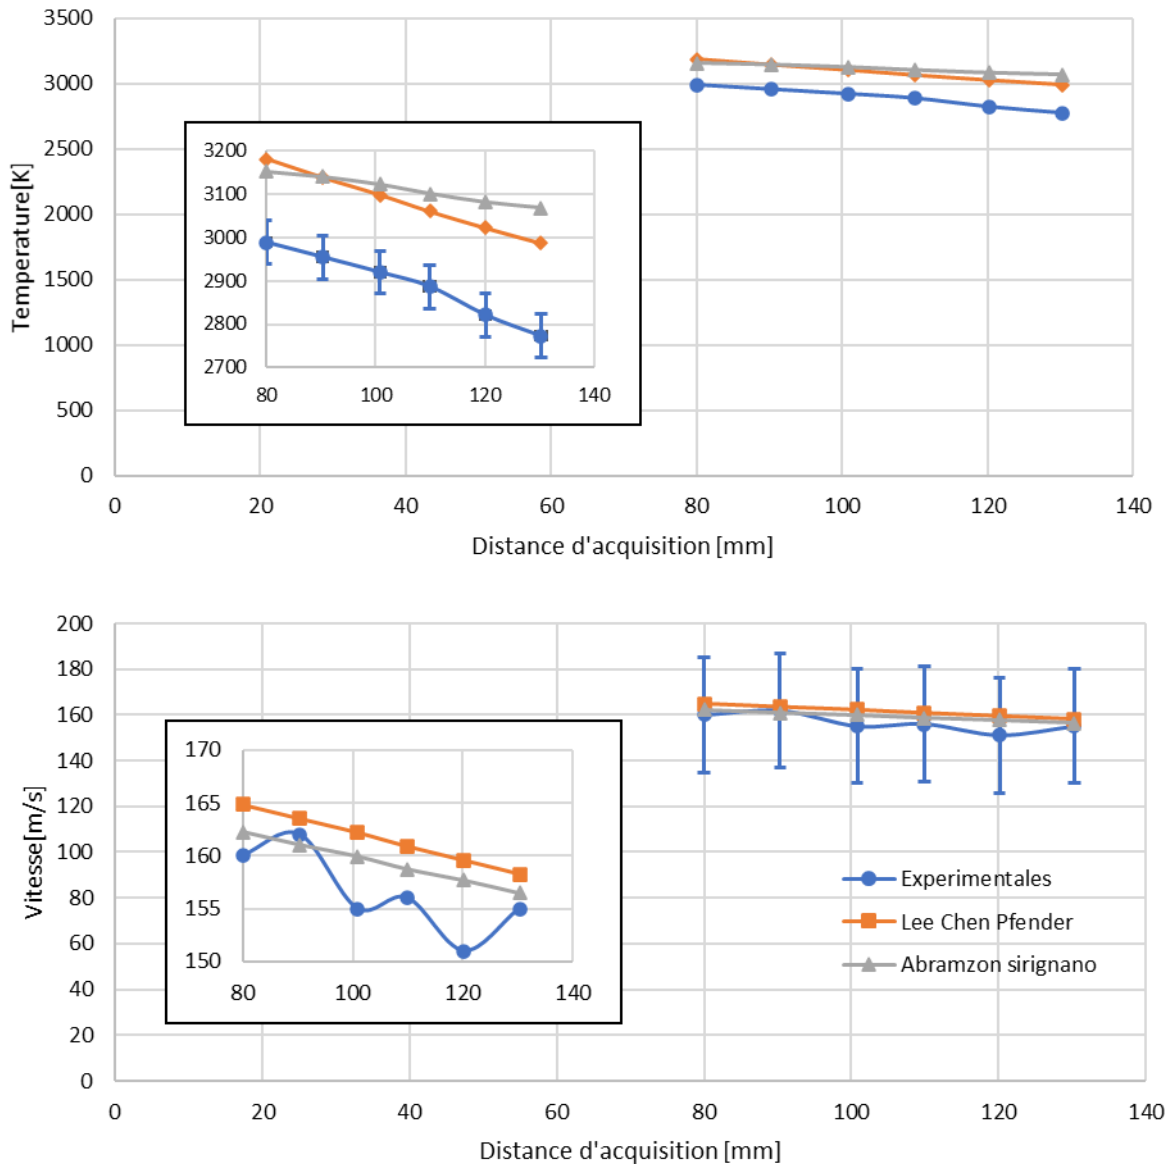 3500
3000
2500
2000
1500
1000
500
0
Temperature[K]
3200
3100
3000
2900
2800
2700
80 100 120 140
0 20 40 60 80 100 120 140
Distance d'acquisition [mm]
200
180
160
140
120
100
80
60
40
20
0
Vitesse[m/s]
170
165
160
155
150
80 100 120 140
Experimentales
Lee Chen Pfender
Abramzon sirignano
0 20 40 60 80 100 120 140
Distance d'acquisition [mm]